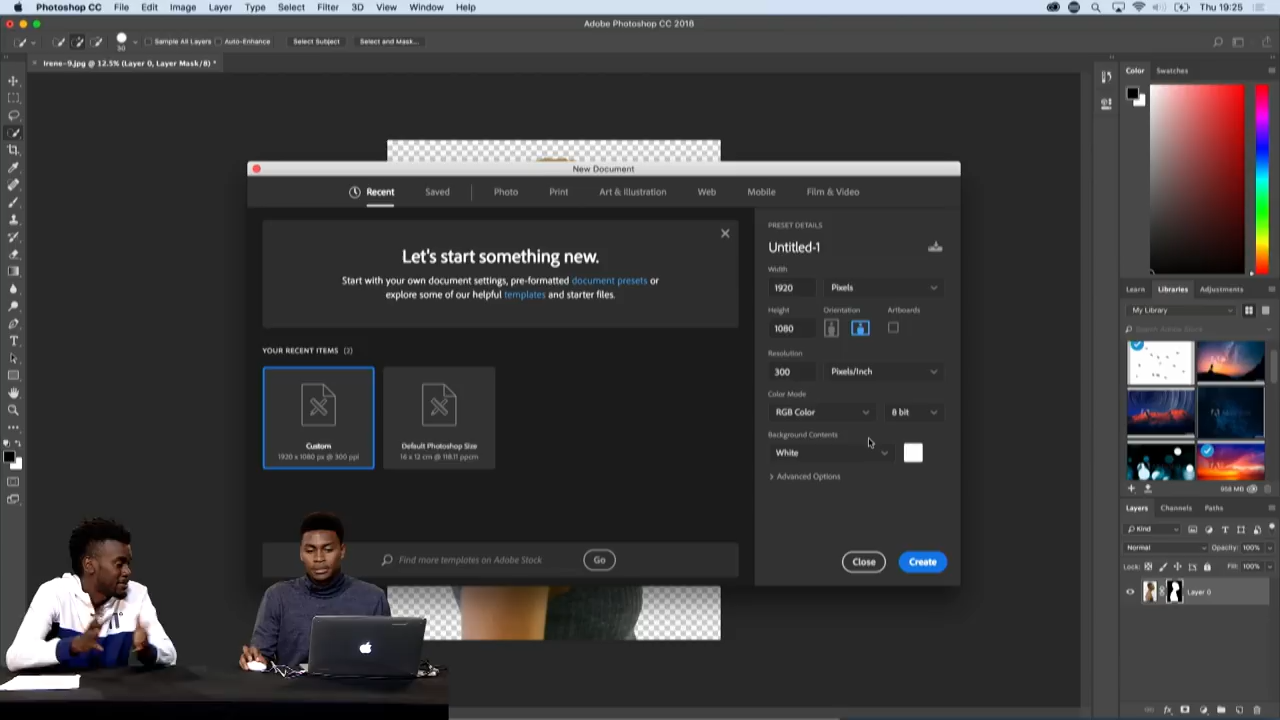 Photoshop CC File Edit Image Layer Type Select Filter 3D View Window Help Thu 19:25
Adobe Photoshop CC 2018
50 Sample All Layers Auto-Enhance Select Subject Select and Mask...
Irene-9.jpg @ 12.5% (Layer 0, Layer Mask/8) *
Color Swatches
New Document
Recent Saved Photo Print Art & Illustration Web Mobile Film & Video
Let's start something new.
Start with your own document settings, pre-formatted document presets or
explore some of our helpful templates and starter files.
YOUR RECENT ITEMS (2)
Custom
1920 x 1080 px @ 300 ppi
Default Photoshop Size
16 x 12 cm @ 118.11 ppcm
Find more templates on Adobe Stock Go
PRESET DETAILS
Untitled-1
Width
1920 Pixels
Height Orientation Artboards
1080
Resolution
300 Pixels/Inch
Color Mode
RGB Color 8 bit
Background Contents
White
Advanced Options
Close Create
Learn Libraries Adjustments
My Library
Search Adobe Stock
Layers Channels Paths
Kind
Normal Opacity: 100%
Lock: Fill: 100%
Layer 0